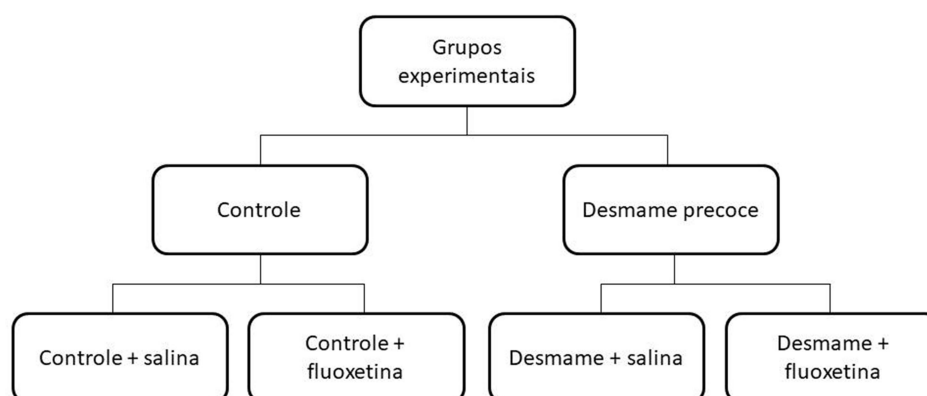 Grupos
experimentais
Controle
Desmame precoce
Controle + salina
Controle +
fluoxetina
Desmame + salina
Desmame +
fluoxetina